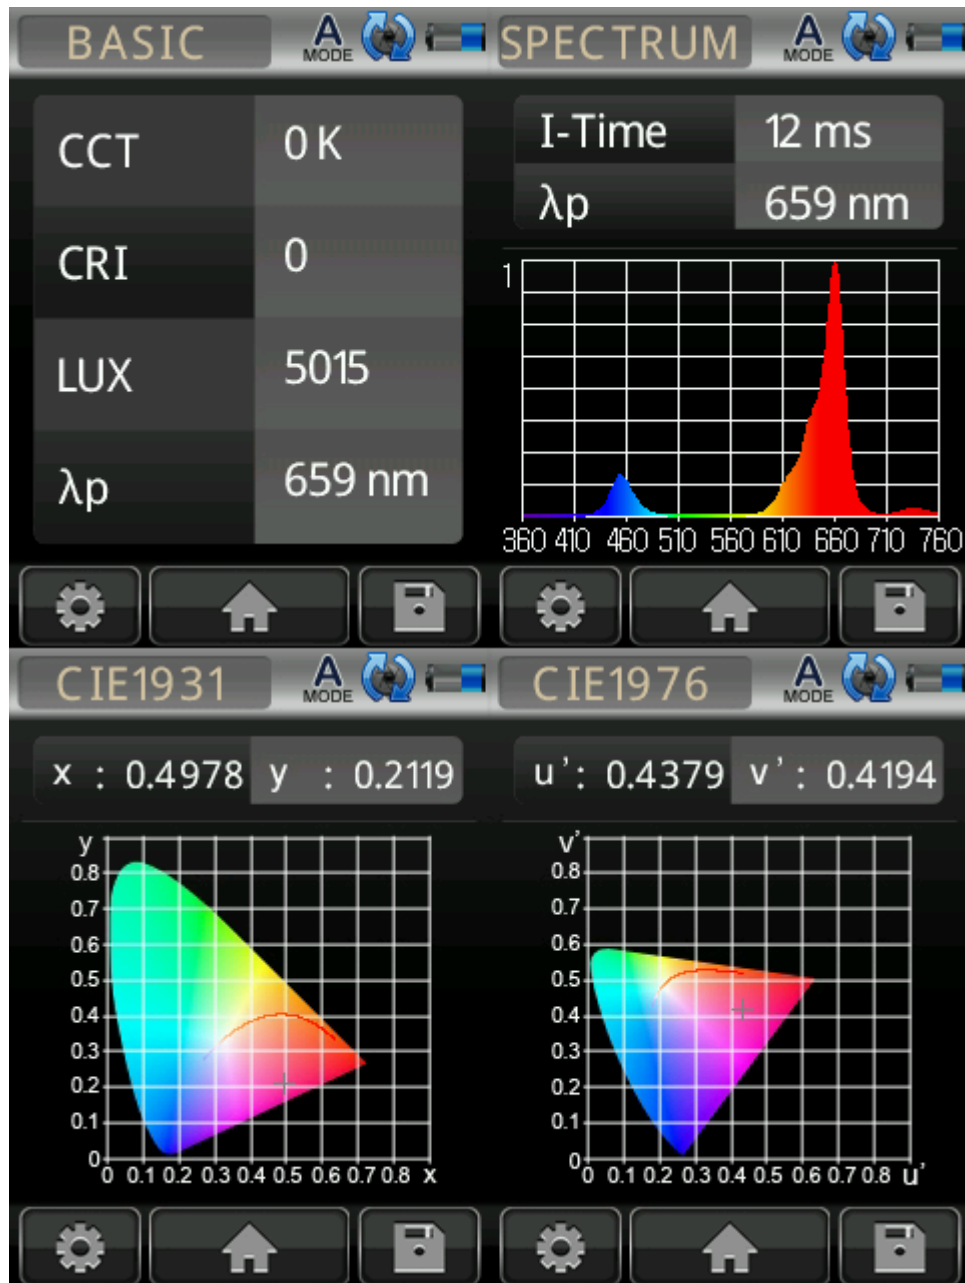 BASIC
A
MODE
CCT 0 K
CRI 0
LUX 5015
λp 659 nm
SPECTRUM
A
MODE
I-Time 12 ms
λp 659 nm
1
360 410 460 510 560 610 660 710 760
CIE1931
A
MODE
x : 0.4978 y : 0.2119
y
0.8
0.7
0.6
0.5
0.4
0.3
0.2
0.1
0
0 0.1 0.2 0.3 0.4 0.5 0.6 0.7 0.8 x
CIE1976
A
MODE
u': 0.4379 v': 0.4194
v'
0.8
0.7
0.6
0.5
0.4
0.3
0.2
0.1
0
0 0.1 0.2 0.3 0.4 0.5 0.6 0.7 0.8 u'